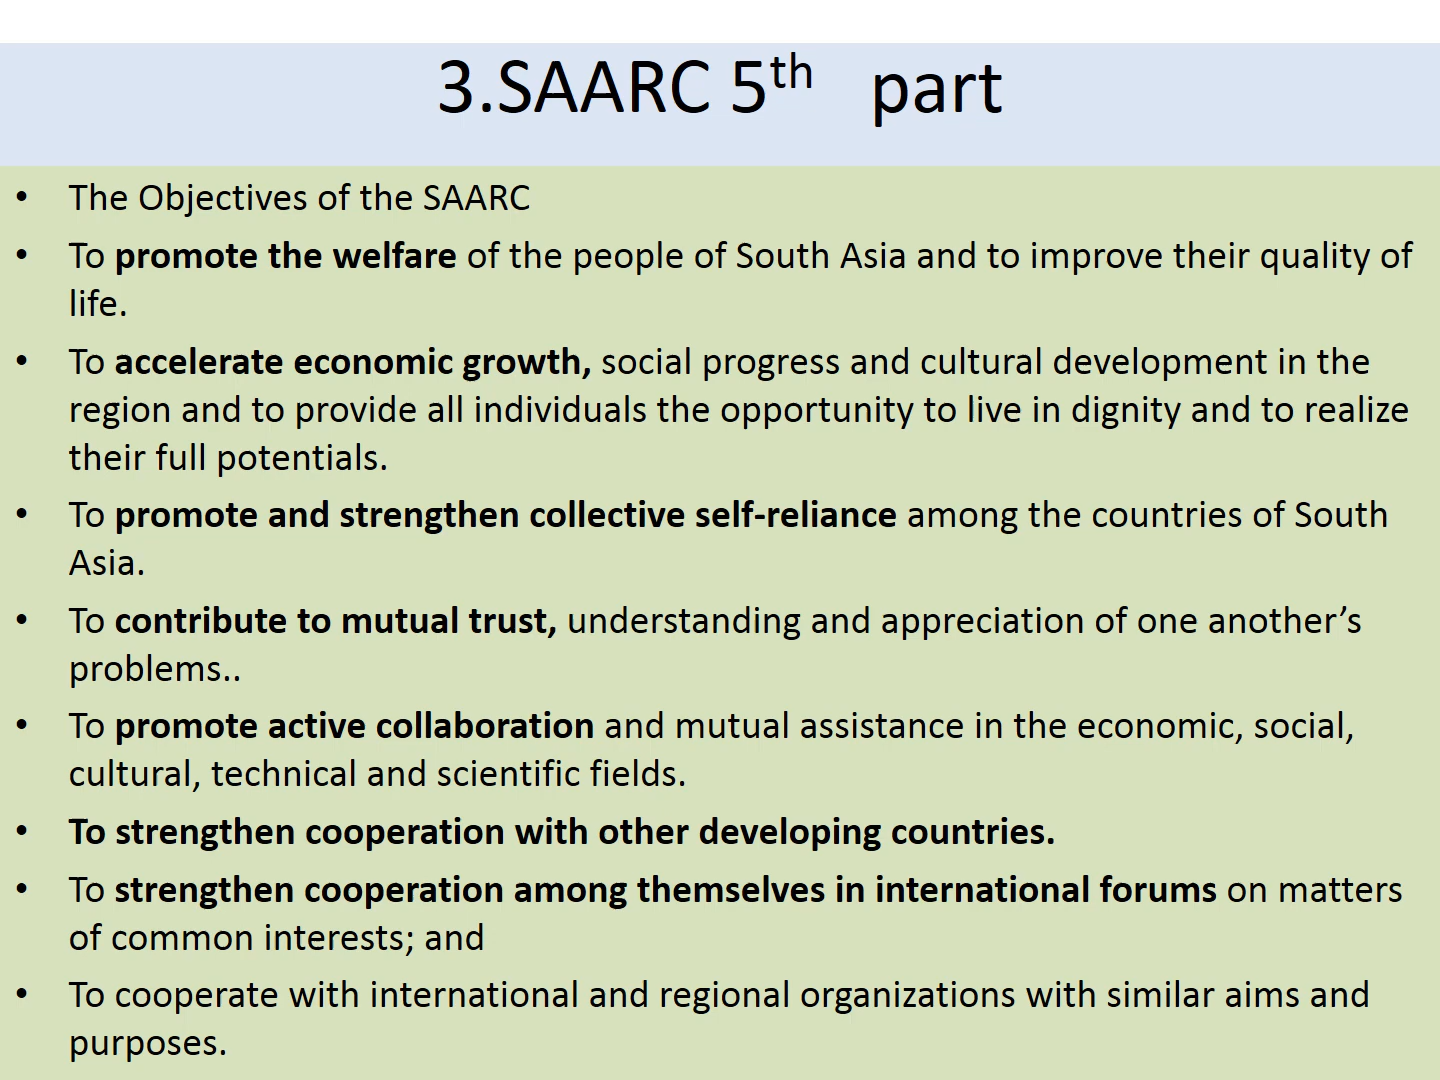 3.SAARC 5th part
• The Objectives of the SAARC
• To promote the welfare of the people of South Asia and to improve their quality of
life.
• To accelerate economic growth, social progress and cultural development in the
region and to provide all individuals the opportunity to live in dignity and to realize
their full potentials.
• To promote and strengthen collective self-reliance among the countries of South
Asia.
• To contribute to mutual trust, understanding and appreciation of one another’s
problems..
• To promote active collaboration and mutual assistance in the economic, social,
cultural, technical and scientific fields.
• To strengthen cooperation with other developing countries.
• To strengthen cooperation among themselves in international forums on matters
of common interests; and
• To cooperate with international and regional organizations with similar aims and
purposes.